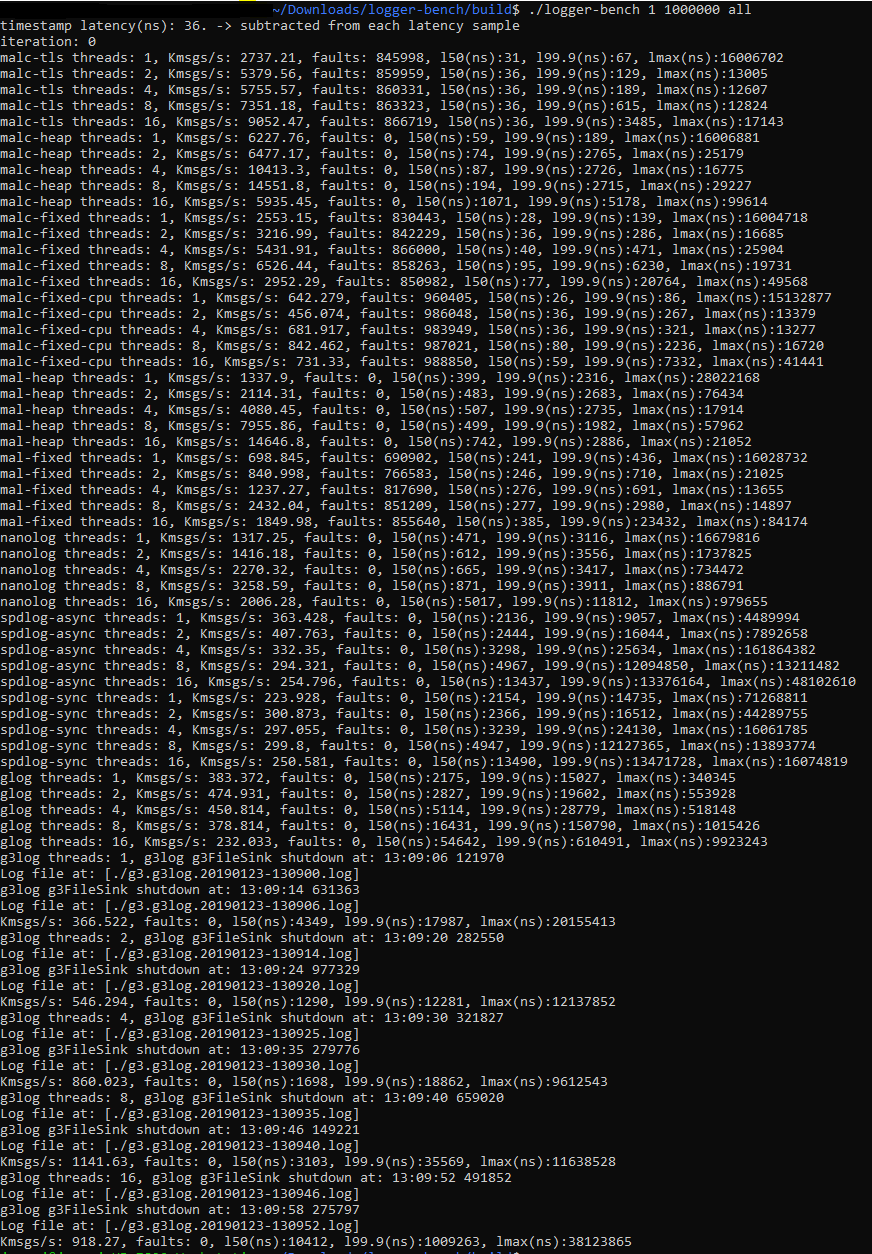 ~/Downloads/logger-bench/build$ ./logger-bench 1 1000000 all
timestamp latency(ns): 36. -> subtracted from each latency sample
iteration: 0
malc-tls threads: 1, Kmsgs/s: 2737.21, faults: 845998, l50(ns):31, l99.9(ns):67, lmax(ns):16006702
malc-tls threads: 2, Kmsgs/s: 5379.56, faults: 859959, l50(ns):36, l99.9(ns):129, lmax(ns):13005
malc-tls threads: 4, Kmsgs/s: 5755.57, faults: 860331, l50(ns):36, l99.9(ns):189, lmax(ns):12607
malc-tls threads: 8, Kmsgs/s: 7351.18, faults: 863323, l50(ns):36, l99.9(ns):615, lmax(ns):12824
malc-tls threads: 16, Kmsgs/s: 9052.47, faults: 866719, l50(ns):36, l99.9(ns):3485, lmax(ns):17143
malc-heap threads: 1, Kmsgs/s: 6227.76, faults: 0, l50(ns):59, l99.9(ns):189, lmax(ns):16006881
malc-heap threads: 2, Kmsgs/s: 6477.17, faults: 0, l50(ns):74, l99.9(ns):2765, lmax(ns):25179
malc-heap threads: 4, Kmsgs/s: 10413.3, faults: 0, l50(ns):87, l99.9(ns):2726, lmax(ns):16775
malc-heap threads: 8, Kmsgs/s: 14551.8, faults: 0, l50(ns):194, l99.9(ns):2715, lmax(ns):29227
malc-heap threads: 16, Kmsgs/s: 5935.45, faults: 0, l50(ns):1071, l99.9(ns):5178, lmax(ns):99614
malc-fixed threads: 1, Kmsgs/s: 2553.15, faults: 830443, l50(ns):28, l99.9(ns):139, lmax(ns):16004718
malc-fixed threads: 2, Kmsgs/s: 3216.99, faults: 842229, l50(ns):36, l99.9(ns):286, lmax(ns):16685
malc-fixed threads: 4, Kmsgs/s: 5431.91, faults: 866000, l50(ns):40, l99.9(ns):471, lmax(ns):25904
malc-fixed threads: 8, Kmsgs/s: 6526.44, faults: 858263, l50(ns):95, l99.9(ns):6230, lmax(ns):19731
malc-fixed threads: 16, Kmsgs/s: 2952.29, faults: 850982, l50(ns):77, l99.9(ns):20764, lmax(ns):49568
malc-fixed-cpu threads: 1, Kmsgs/s: 642.279, faults: 960405, l50(ns):26, l99.9(ns):86, lmax(ns):15132877
malc-fixed-cpu threads: 2, Kmsgs/s: 456.074, faults: 986048, l50(ns):36, l99.9(ns):267, lmax(ns):13379
malc-fixed-cpu threads: 4, Kmsgs/s: 681.917, faults: 983949, l50(ns):36, l99.9(ns):321, lmax(ns):13277
malc-fixed-cpu threads: 8, Kmsgs/s: 842.462, faults: 987021, l50(ns):80, l99.9(ns):2236, lmax(ns):16720
malc-fixed-cpu threads: 16, Kmsgs/s: 731.33, faults: 988850, l50(ns):59, l99.9(ns):7332, lmax(ns):41441
mal-heap threads: 1, Kmsgs/s: 1337.9, faults: 0, l50(ns):399, l99.9(ns):2316, lmax(ns):28022168
mal-heap threads: 2, Kmsgs/s: 2114.31, faults: 0, l50(ns):483, l99.9(ns):2683, lmax(ns):76434
mal-heap threads: 4, Kmsgs/s: 4080.45, faults: 0, l50(ns):507, l99.9(ns):2735, lmax(ns):17914
mal-heap threads: 8, Kmsgs/s: 7955.86, faults: 0, l50(ns):499, l99.9(ns):1982, lmax(ns):57962
mal-heap threads: 16, Kmsgs/s: 14646.8, faults: 0, l50(ns):742, l99.9(ns):2886, lmax(ns):21052
mal-fixed threads: 1, Kmsgs/s: 698.845, faults: 690902, l50(ns):241, l99.9(ns):436, lmax(ns):16028732
mal-fixed threads: 2, Kmsgs/s: 840.998, faults: 766583, l50(ns):246, l99.9(ns):710, lmax(ns):21025
mal-fixed threads: 4, Kmsgs/s: 1237.27, faults: 817690, l50(ns):276, l99.9(ns):691, lmax(ns):13655
mal-fixed threads: 8, Kmsgs/s: 2432.04, faults: 851209, l50(ns):277, l99.9(ns):2980, lmax(ns):14897
mal-fixed threads: 16, Kmsgs/s: 1849.98, faults: 855640, l50(ns):385, l99.9(ns):23432, lmax(ns):84174
nanolog threads: 1, Kmsgs/s: 1317.25, faults: 0, l50(ns):471, l99.9(ns):3116, lmax(ns):16679816
nanolog threads: 2, Kmsgs/s: 1416.18, faults: 0, l50(ns):612, l99.9(ns):3556, lmax(ns):1737825
nanolog threads: 4, Kmsgs/s: 2270.32, faults: 0, l50(ns):665, l99.9(ns):3417, lmax(ns):734472
nanolog threads: 8, Kmsgs/s: 3258.59, faults: 0, l50(ns):871, l99.9(ns):3911, lmax(ns):886791
nanolog threads: 16, Kmsgs/s: 2006.28, faults: 0, l50(ns):5017, l99.9(ns):11812, lmax(ns):979655
spdlog-async threads: 1, Kmsgs/s: 363.428, faults: 0, l50(ns):2136, l99.9(ns):9057, lmax(ns):4489994
spdlog-async threads: 2, Kmsgs/s: 407.763, faults: 0, l50(ns):2444, l99.9(ns):16044, lmax(ns):7892658
spdlog-async threads: 4, Kmsgs/s: 332.35, faults: 0, l50(ns):3298, l99.9(ns):25634, lmax(ns):161864382
spdlog-async threads: 8, Kmsgs/s: 294.321, faults: 0, l50(ns):4967, l99.9(ns):12094850, lmax(ns):13211482
spdlog-async threads: 16, Kmsgs/s: 254.796, faults: 0, l50(ns):13437, l99.9(ns):13376164, lmax(ns):48102610
spdlog-sync threads: 1, Kmsgs/s: 223.928, faults: 0, l50(ns):2154, l99.9(ns):14735, lmax(ns):71268811
spdlog-sync threads: 2, Kmsgs/s: 300.873, faults: 0, l50(ns):2366, l99.9(ns):16512, lmax(ns):44289755
spdlog-sync threads: 4, Kmsgs/s: 297.055, faults: 0, l50(ns):3239, l99.9(ns):24130, lmax(ns):16061785
spdlog-sync threads: 8, Kmsgs/s: 299.8, faults: 0, l50(ns):4947, l99.9(ns):12127365, lmax(ns):13893774
spdlog-sync threads: 16, Kmsgs/s: 250.581, faults: 0, l50(ns):13490, l99.9(ns):13471728, lmax(ns):16074819
glog threads: 1, Kmsgs/s: 383.372, faults: 0, l50(ns):2175, l99.9(ns):15027, lmax(ns):340345
glog threads: 2, Kmsgs/s: 474.931, faults: 0, l50(ns):2827, l99.9(ns):19602, lmax(ns):553928
glog threads: 4, Kmsgs/s: 450.814, faults: 0, l50(ns):5114, l99.9(ns):28779, lmax(ns):518148
glog threads: 8, Kmsgs/s: 378.814, faults: 0, l50(ns):16431, l99.9(ns):150790, lmax(ns):1015426
glog threads: 16, Kmsgs/s: 232.033, faults: 0, l50(ns):54642, l99.9(ns):610491, lmax(ns):9923243
g3log threads: 1, g3log g3FileSink shutdown at: 13:09:06 121970
Log file at: [./g3.g3log.20190123-130900.log]
g3log g3FileSink shutdown at: 13:09:14 631363
Log file at: [./g3.g3log.20190123-130906.log]
Kmsgs/s: 366.522, faults: 0, l50(ns):4349, l99.9(ns):17987, lmax(ns):20155413
g3log threads: 2, g3log g3FileSink shutdown at: 13:09:20 282550
Log file at: [./g3.g3log.20190123-130914.log]
g3log g3FileSink shutdown at: 13:09:24 977329
Log file at: [./g3.g3log.20190123-130920.log]
Kmsgs/s: 546.294, faults: 0, l50(ns):1290, l99.9(ns):12281, lmax(ns):12137852
g3log threads: 4, g3log g3FileSink shutdown at: 13:09:30 321827
Log file at: [./g3.g3log.20190123-130925.log]
g3log g3FileSink shutdown at: 13:09:35 279776
Log file at: [./g3.g3log.20190123-130930.log]
Kmsgs/s: 860.023, faults: 0, l50(ns):1698, l99.9(ns):18862, lmax(ns):9612543
g3log threads: 8, g3log g3FileSink shutdown at: 13:09:40 659020
Log file at: [./g3.g3log.20190123-130935.log]
g3log g3FileSink shutdown at: 13:09:46 149221
Log file at: [./g3.g3log.20190123-130940.log]
Kmsgs/s: 1141.63, faults: 0, l50(ns):3103, l99.9(ns):35569, lmax(ns):11638528
g3log threads: 16, g3log g3FileSink shutdown at: 13:09:52 491852
Log file at: [./g3.g3log.20190123-130946.log]
g3log g3FileSink shutdown at: 13:09:58 275797
Log file at: [./g3.g3log.20190123-130952.log]
Kmsgs/s: 918.27, faults: 0, l50(ns):10412, l99.9(ns):1009263, lmax(ns):38123865